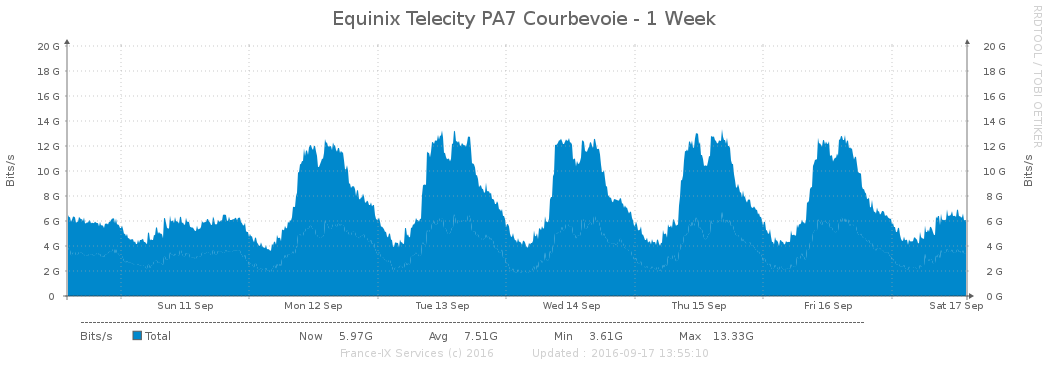 Equinix Telecity PA7 Courbevoie - 1 Week
RRDTOOL / TOBI OETIKER
Bits/s
20 G 20 G
18 G 18 G
16 G 16 G
14 G 14 G
12 G 12 G
10 G 10 G
8 G 8 G
6 G 6 G
4 G 4 G
2 G 2 G
0 0 G
Bits/s
Sun 11 Sep Mon 12 Sep Tue 13 Sep Wed 14 Sep Thu 15 Sep Fri 16 Sep Sat 17 Sep
Bits/s Total Now 5.97G Avg 7.51G Min 3.61G Max 13.33G
France-IX Services (c) 2016 Updated : 2016-09-17 13:55:10